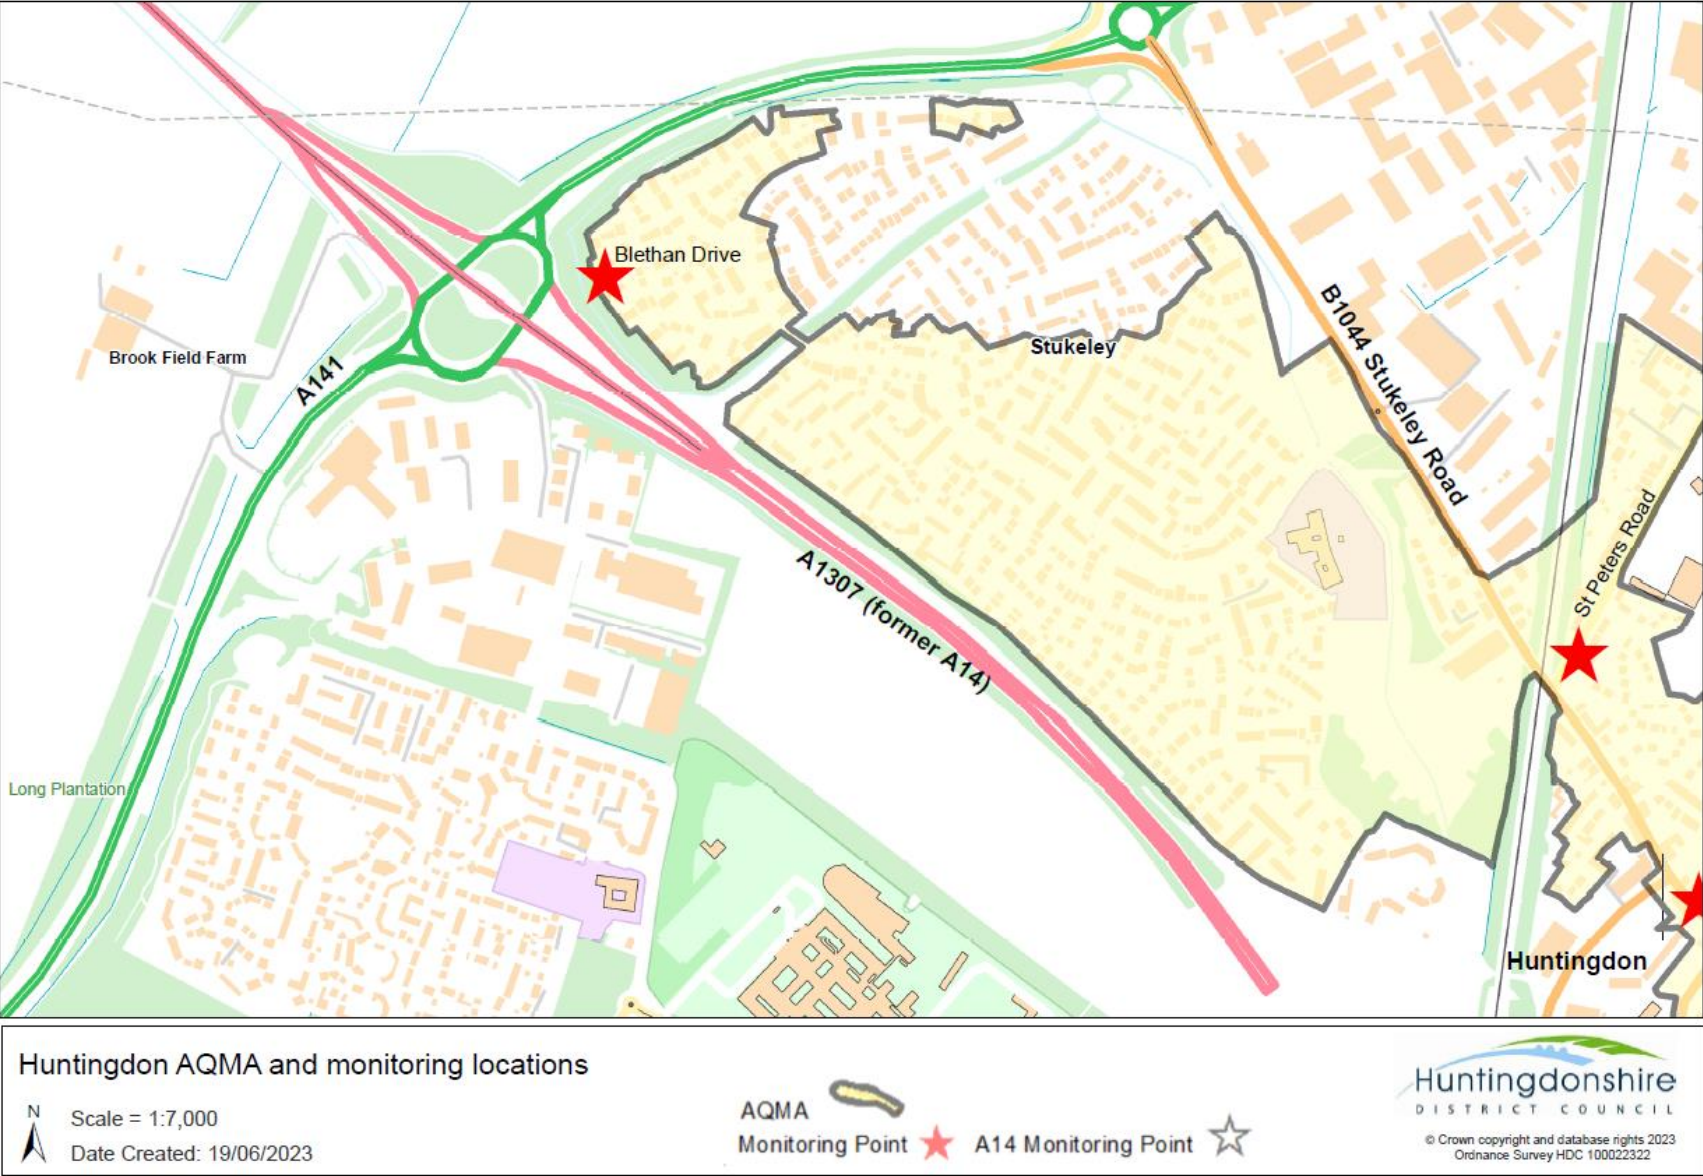 Blethan Drive
Brook Field Farm
A141
Stukeley
B1044 Stukeley Road
St Peters Road
A1307 (former A14)
Long Plantation
Huntingdon
Huntingdon AQMA and monitoring locations
N
Scale = 1:7,000
Date Created: 19/06/2023
AQMA
Monitoring Point
A14 Monitoring Point
Huntingdonshire
DISTRICT COUNCIL
© Crown copyright and database rights 2023
Ordnance Survey HDC 100022322